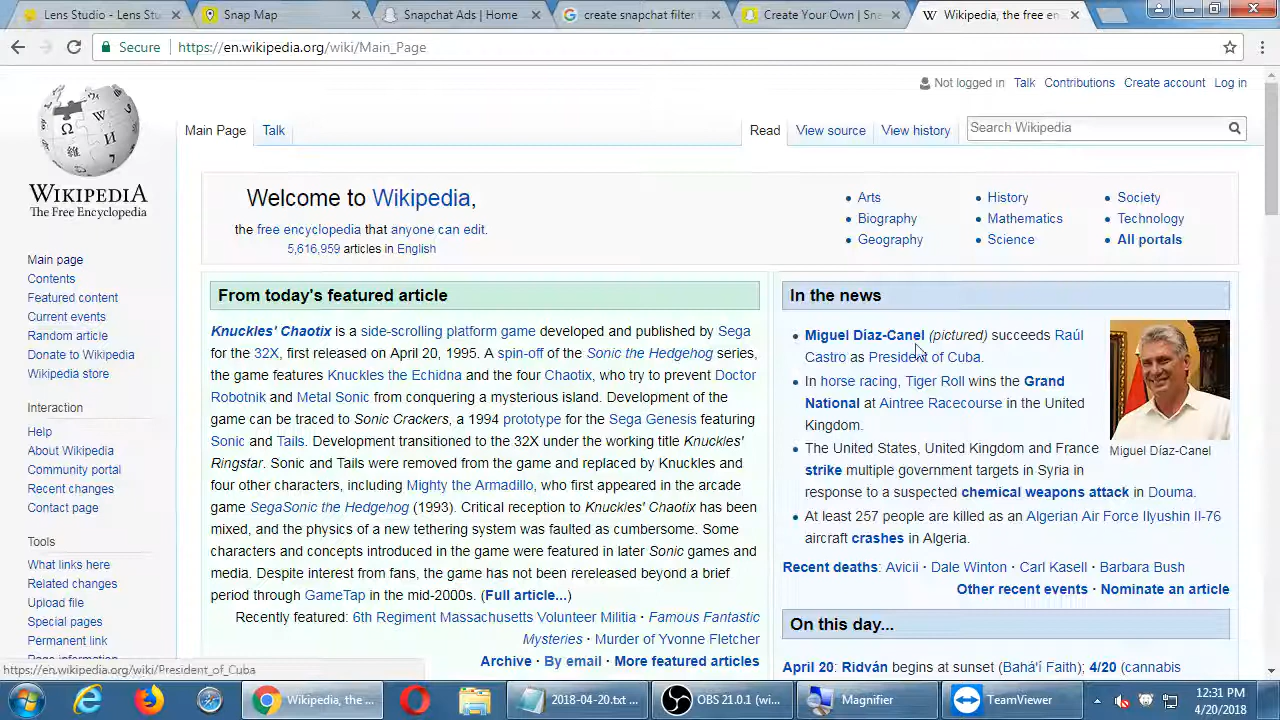 Lens Studio - Lens Stu
Snap Map
Snapchat Ads | Home
create snapchat filter
Create Your Own | Sna
Wikipedia, the free en
Secure
https://en.wikipedia.org/wiki/Main_Page
Not logged in Talk Contributions Create account Log in
Main Page Talk Read View source View history Search Wikipedia
WIKIPEDIA
The Free Encyclopedia
Main page
Contents
Featured content
Current events
Random article
Donate to Wikipedia
Wikipedia store
Interaction
Help
About Wikipedia
Community portal
Recent changes
Contact page
Tools
What links here
Related changes
Upload file
Special pages
Permanent link
Page information
Welcome to Wikipedia,
the free encyclopedia that anyone can edit.
5,616,959 articles in English
Arts
Biography
Geography
History
Mathematics
Science
Society
Technology
All portals
From today's featured article
Knuckles' Chaotix is a side-scrolling platform game developed and published by Sega
for the 32X, first released on April 20, 1995. A spin-off of the Sonic the Hedgehog series,
the game features Knuckles the Echidna and the four Chaotix, who try to prevent Doctor
Robotnik and Metal Sonic from conquering a mysterious island. Development of the
game can be traced to Sonic Crackers, a 1994 prototype for the Sega Genesis featuring
Sonic and Tails. Development transitioned to the 32X under the working title Knuckles'
Ringstar. Sonic and Tails were removed from the game and replaced by Knuckles and
four other characters, including Mighty the Armadillo, who first appeared in the arcade
game SegaSonic the Hedgehog (1993). Critical reception to Knuckles' Chaotix has been
mixed, and the physics of a new tethering system was faulted as cumbersome. Some
characters and concepts introduced in the game were featured in later Sonic games and
media. Despite interest from fans, the game has not been rereleased beyond a brief
period through GameTap in the mid-2000s. (Full article...)
Recently featured: 6th Regiment Massachusetts Volunteer Militia · Famous Fantastic
Mysteries · Murder of Yvonne Fletcher
Archive · By email · More featured articles
In the news
Miguel Díaz-Canel (pictured) succeeds Raúl
Castro as President of Cuba.
In horse racing, Tiger Roll wins the Grand
National at Aintree Racecourse in the United
Kingdom.
The United States, United Kingdom and France
strike multiple government targets in Syria in
response to a suspected chemical weapons attack in Douma.
At least 257 people are killed as an Algerian Air Force Ilyushin Il-76
aircraft crashes in Algeria.
Miguel Díaz-Canel
Recent deaths: Avicii · Dale Winton · Carl Kasell · Barbara Bush
Other recent events · Nominate an article
On this day...
April 20: Ridván begins at sunset (Bahá'í Faith); 4/20 (cannabis
https://en.wikipedia.org/wiki/President_of_Cuba
Wikipedia, the ...
2018-04-20.txt ...
OBS 21.0.1 (wi...
Magnifier
TeamViewer
12:31 PM
4/20/2018